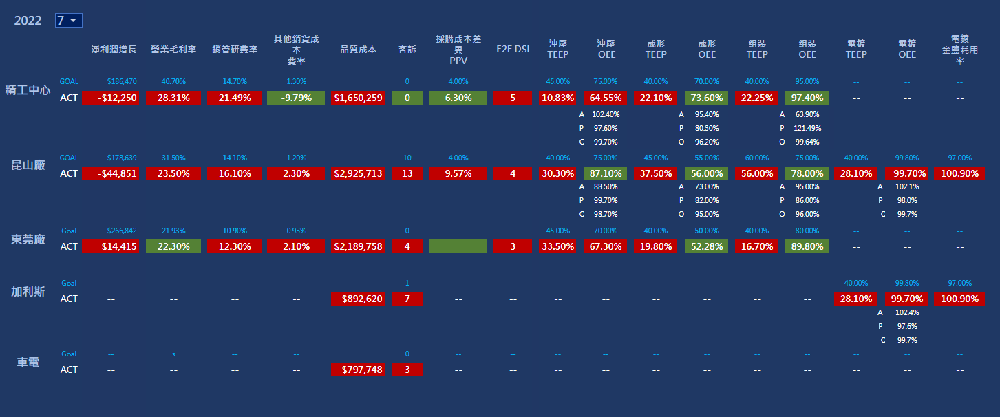 2022 7
淨利潤增長 營業毛利率 銷管研費率 其他銷貨成本費率 品質成本 客訴 採購成本差異 PPV E2E DSI 沖壓 TEEP 沖壓 OEE 成形 TEEP 成形 OEE 組裝 TEEP 組裝 OEE 電鍍 TEEP 電鍍 OEE 電鍍 金鹽利用率
精工中心
GOAL $186,470 40.70% 14.70% 1.30% 0 4.00% 45.00% 75.00% 40.00% 70.00% 40.00% 95.00% -- -- --
ACT -$12,250 28.31% 21.49% -9.79% $1,650,259 0 6.30% 5 10.83% 64.55% 22.10% 73.60% 22.25% 97.40% -- -- --
A 102.40% A 95.40% A 63.90%
P 97.60% P 80.30% P 121.49%
Q 99.70% Q 96.20% Q 99.64%
昆山廠
GOAL $178,639 31.50% 14.10% 1.20% 10 4.00% 40.00% 75.00% 45.00% 55.00% 60.00% 75.00% 40.00% 99.80% 97.00%
ACT -$44,851 23.50% 16.10% 2.30% $2,925,713 13 9.57% 4 30.30% 87.10% 37.50% 56.00% 56.00% 78.00% 28.10% 99.70% 100.90%
A 88.50% A 73.00% A 95.00% A 102.1%
P 99.70% P 82.00% P 86.00% P 98.0%
Q 98.70% Q 95.00% Q 96.00% Q 99.7%
東莞廠
Goal $266,842 21.93% 10.90% 0.93% 0 45.00% 70.00% 40.00% 50.00% 40.00% 80.00% -- -- --
ACT $14,415 22.30% 12.30% 2.10% $2,189,758 4 3 33.50% 67.30% 19.80% 52.28% 16.70% 89.80% -- -- --
加利斯
Goal -- -- -- -- 1 -- -- -- -- -- -- -- -- 40.00% 99.80% 97.00%
ACT -- -- -- -- $892,620 7 -- -- -- -- -- -- -- -- 28.10% 99.70% 100.90%
A 102.4%
P 97.6%
Q 99.7%
車電
Goal -- s -- -- 0 -- -- -- -- -- -- -- -- -- -- --
ACT -- -- -- -- $797,748 3 -- -- -- -- -- -- -- -- -- -- --